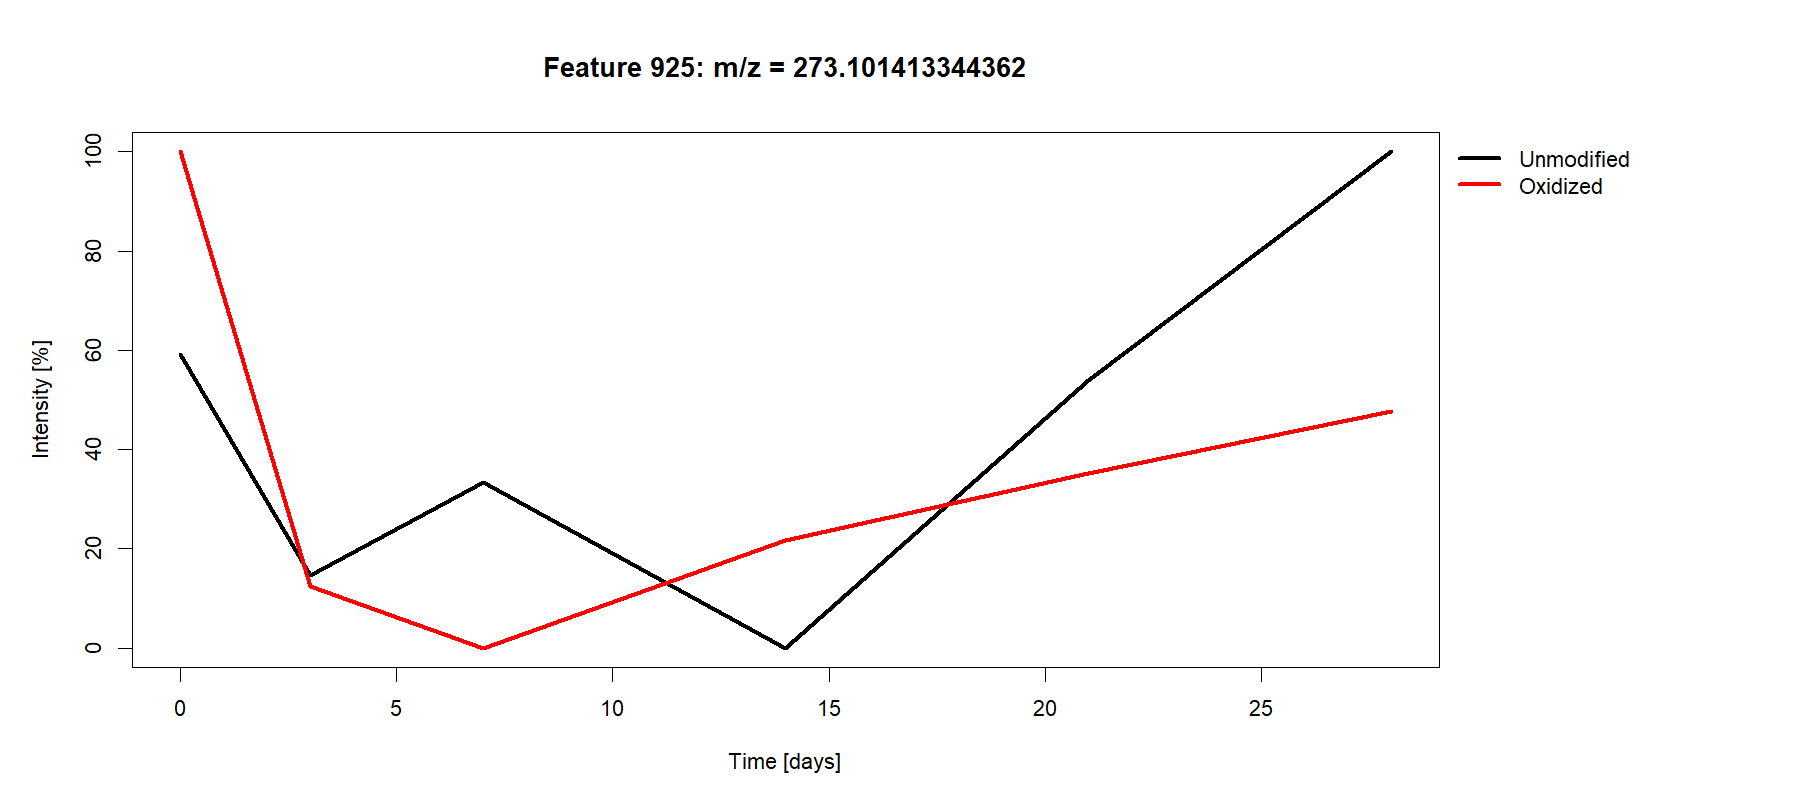 Feature 925: m/z = 273.101413344362
Unmodified
Oxidized
Intensity [%]
100
80
60
40
20
0
0 5 10 15 20 25
Time [days]